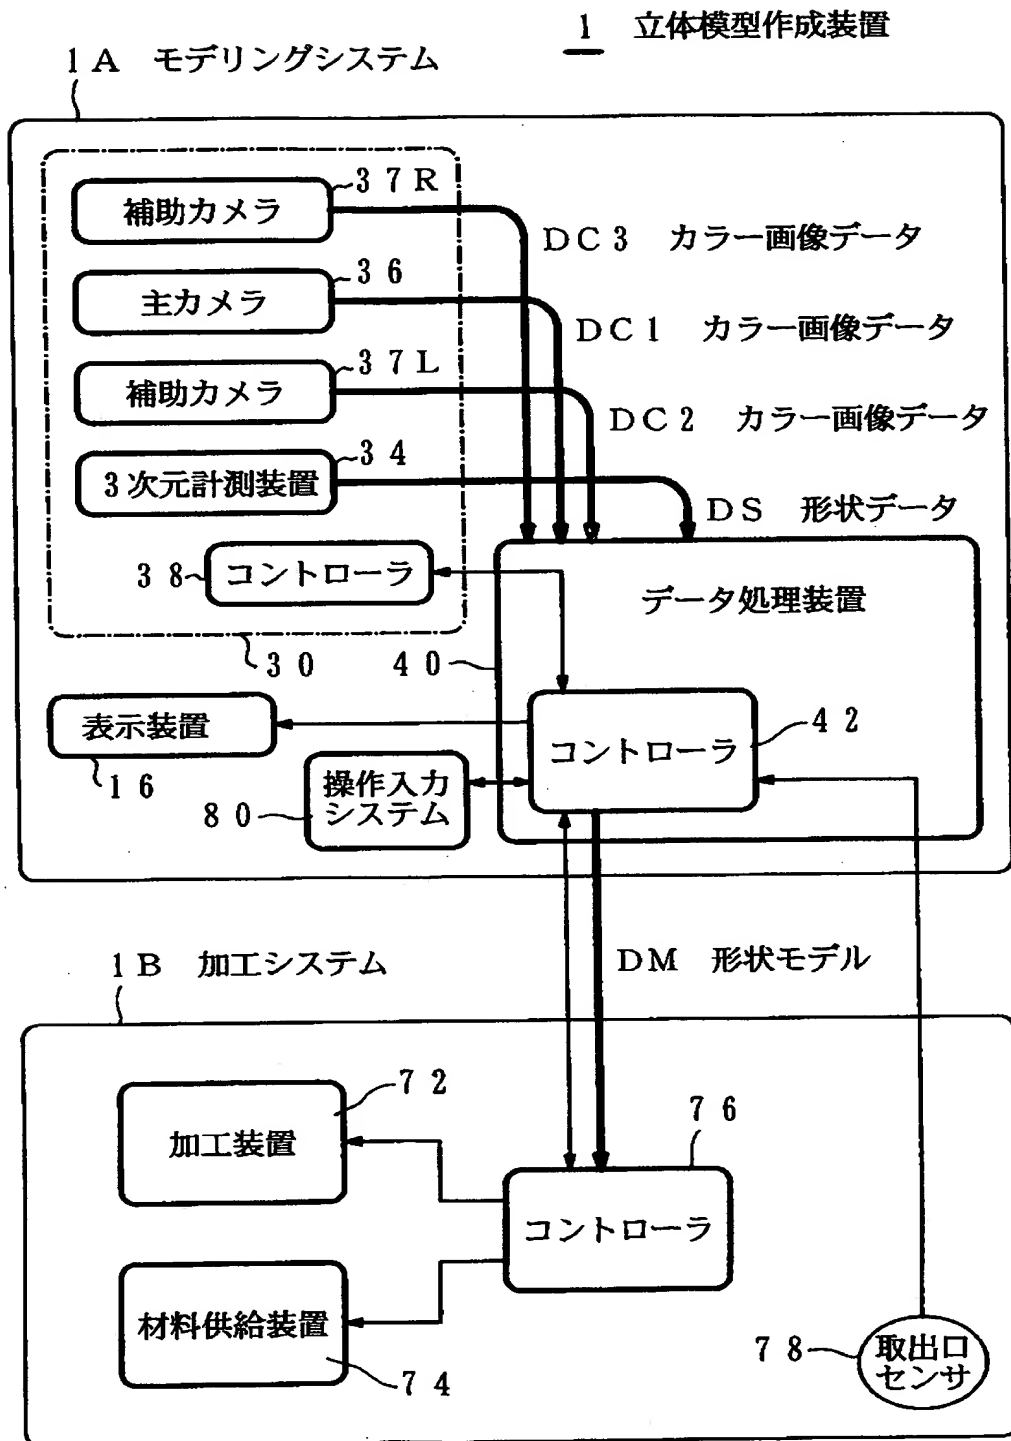 1 立体模型作成装置
1A モデリングシステム
37R
補助カメラ
DC3 カラー画像データ
36
主カメラ
DC1 カラー画像データ
37L
補助カメラ
DC2 カラー画像データ
34
3次元計測装置
DS 形状データ
38
コントローラ
データ処理装置
30
40
表示装置
16
コントローラ
42
操作入力
システム
80
1B 加工システム
DM 形状モデル
72
加工装置
76
コントローラ
材料供給装置
74
78
取出口
センサ